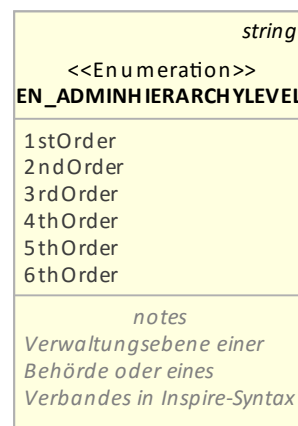 string
<<Enumeration>>
EN_ADMINHIERARCHYLEVEL
1stOrder
2ndOrder
3rdOrder
4thOrder
5thOrder
6thOrder
notes
Verwaltungsebene einer
Behörde oder eines
Verbandes in Inspire-Syntax